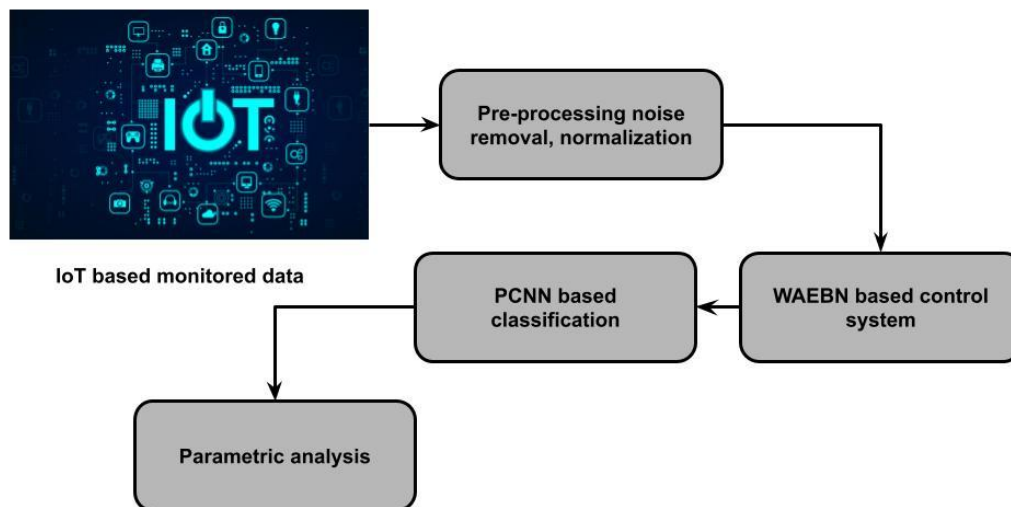 IOT
Pre-processing noise
removal, normalization
IoT based monitored data
PCNN based
classification
WAEBN based control
system
Parametric analysis